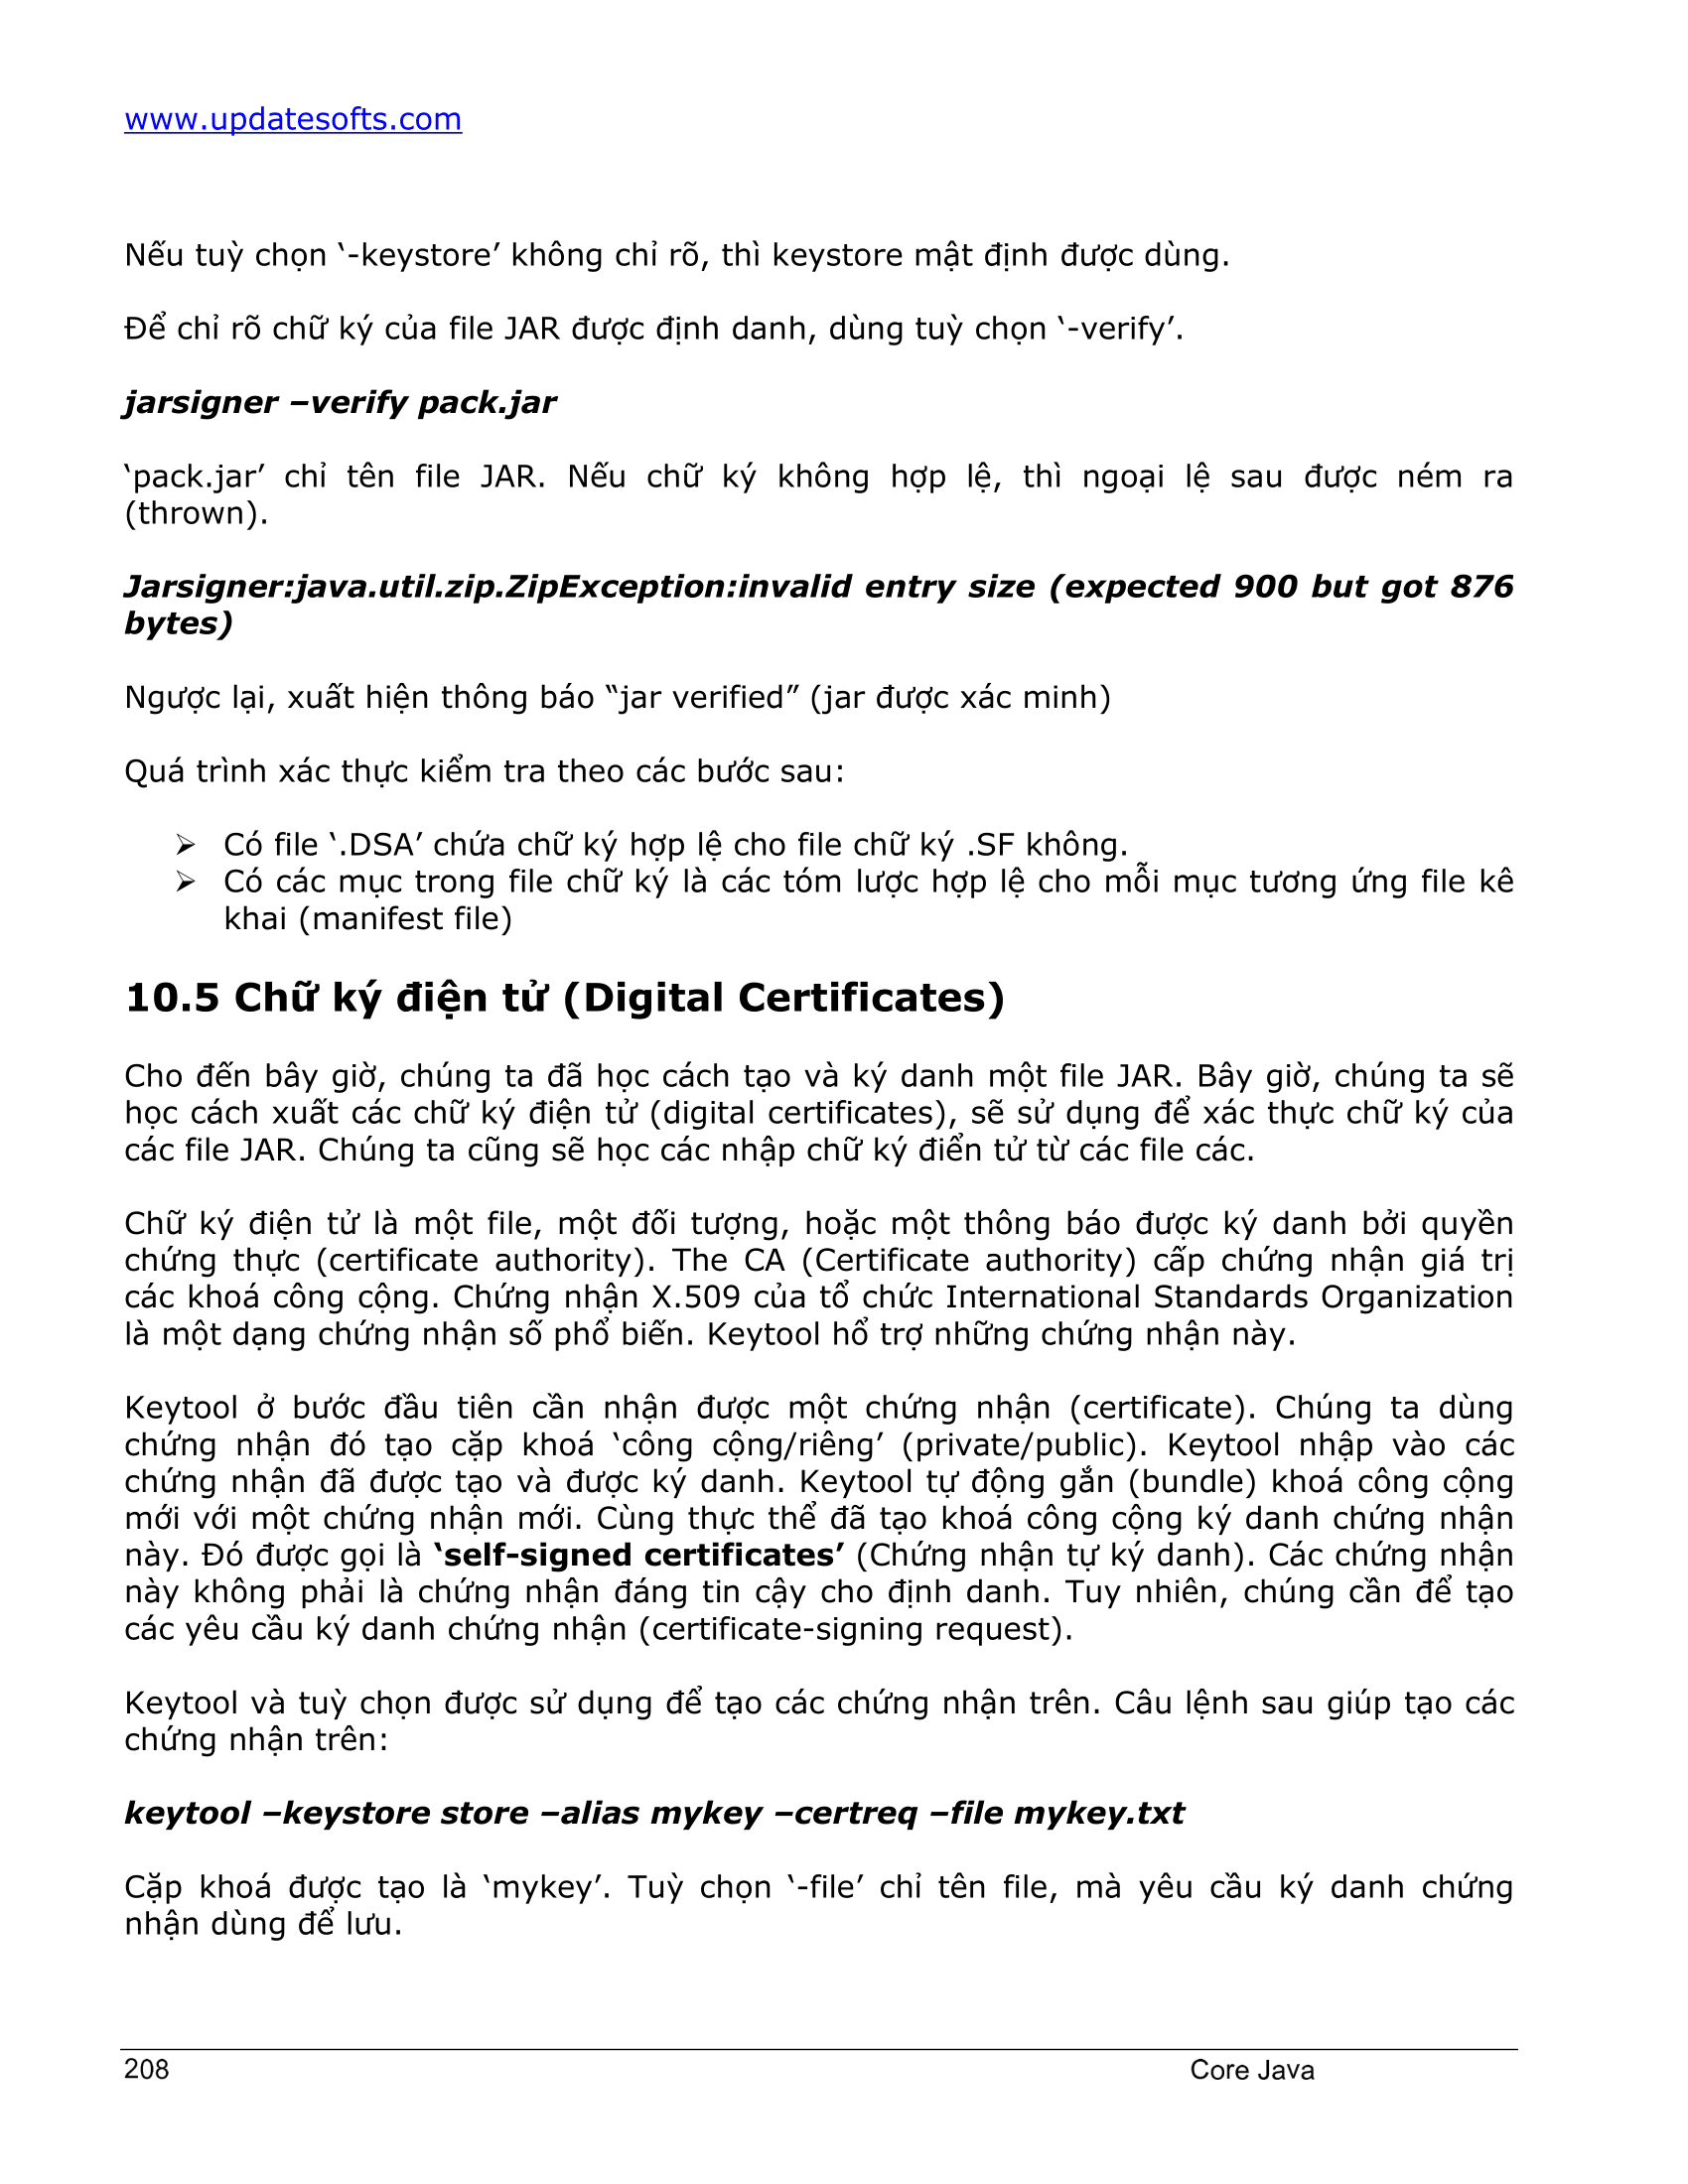 www.updatesofts.com
Nếu tuỳ chọn ‘-keystore’ không chỉ rõ, thì keystore mật định được dùng.
Để chỉ rõ chữ ký của file JAR được định danh, dùng tuỳ chọn ‘-verify’.
jarsigner –verify pack.jar
‘pack.jar’ chỉ tên file JAR. Nếu chữ ký không hợp lệ, thì ngoại lệ sau được ném ra
(thrown).
Jarsigner:java.util.zip.ZipException:invalid entry size (expected 900 but got 876
bytes)
Ngược lại, xuất hiện thông báo “jar verified” (jar được xác minh)
Quá trình xác thực kiểm tra theo các bước sau:
➢ Có file ‘.DSA’ chứa chữ ký hợp lệ cho file chữ ký .SF không.
➢ Có các mục trong file chữ ký là các tóm lược hợp lệ cho mỗi mục tương ứng file kê
khai (manifest file)
10.5 Chữ ký điện tử (Digital Certificates)
Cho đến bây giờ, chúng ta đã học cách tạo và ký danh một file JAR. Bây giờ, chúng ta sẽ
học cách xuất các chữ ký điện tử (digital certificates), sẽ sử dụng để xác thực chữ ký của
các file JAR. Chúng ta cũng sẽ học các nhập chữ ký điển tử từ các file các.
Chữ ký điện tử là một file, một đối tượng, hoặc một thông báo được ký danh bởi quyền
chứng thực (certificate authority). The CA (Certificate authority) cấp chứng nhận giá trị
các khoá công cộng. Chứng nhận X.509 của tổ chức International Standards Organization
là một dạng chứng nhận số phổ biến. Keytool hổ trợ những chứng nhận này.
Keytool ở bước đầu tiên cần nhận được một chứng nhận (certificate). Chúng ta dùng
chứng nhận đó tạo cặp khoá ‘công cộng/riêng’ (private/public). Keytool nhập vào các
chứng nhận đã được tạo và được ký danh. Keytool tự động gắn (bundle) khoá công cộng
mới với một chứng nhận mới. Cùng thực thể đã tạo khoá công cộng ký danh chứng nhận
này. Đó được gọi là ‘self-signed certificates’ (Chứng nhận tự ký danh). Các chứng nhận
này không phải là chứng nhận đáng tin cậy cho định danh. Tuy nhiên, chúng cần để tạo
các yêu cầu ký danh chứng nhận (certificate-signing request).
Keytool và tuỳ chọn được sử dụng để tạo các chứng nhận trên. Câu lệnh sau giúp tạo các
chứng nhận trên:
keytool –keystore store –alias mykey –certreq –file mykey.txt
Cặp khoá được tạo là ‘mykey’. Tuỳ chọn ‘-file’ chỉ tên file, mà yêu cầu ký danh chứng
nhận dùng để lưu.
208 Core Java